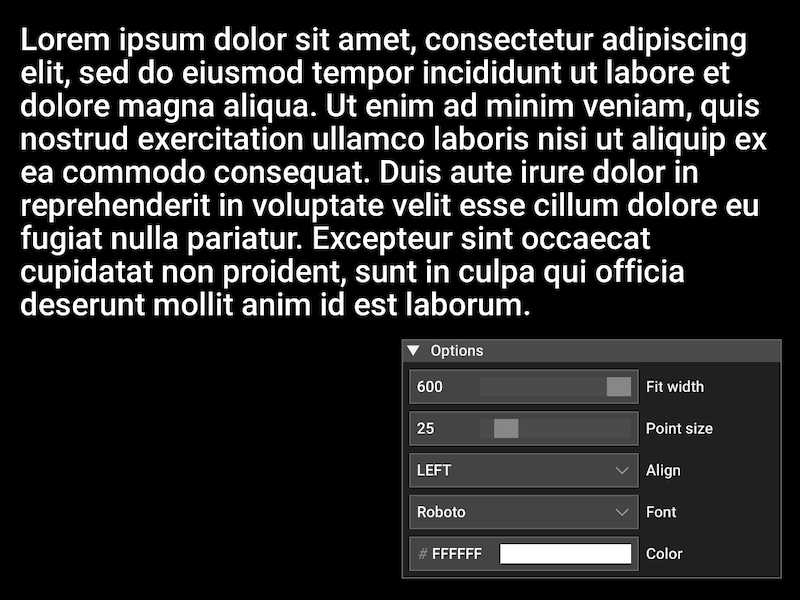 Lorem ipsum dolor sit amet, consectetur adipiscing
elit, sed do eiusmod tempor incididunt ut labore et
dolore magna aliqua. Ut enim ad minim veniam, quis
nostrud exercitation ullamco laboris nisi ut aliquip ex
ea commodo consequat. Duis aute irure dolor in
reprehenderit in voluptate velit esse cillum dolore eu
fugiat nulla pariatur. Excepteur sint occaecat
cupidatat non proident, sunt in culpa qui officia
deserunt mollit anim id est laborum.
Options
600 Fit width
25 Point size
LEFT Align
Roboto Font
# FFFFFF Color